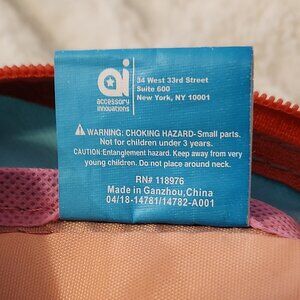 ai
accessory
innovations
34 West 33rd Street
Suite 600
New York, NY 10001
WARNING: CHOKING HAZARD-Small parts.
Not for children under 3 years.
CAUTION:Entanglement hazard. Keep away from very
young children. Do not place around neck.
RN# 118976
Made in Ganzhou,China
04/18-14781/14782-A001